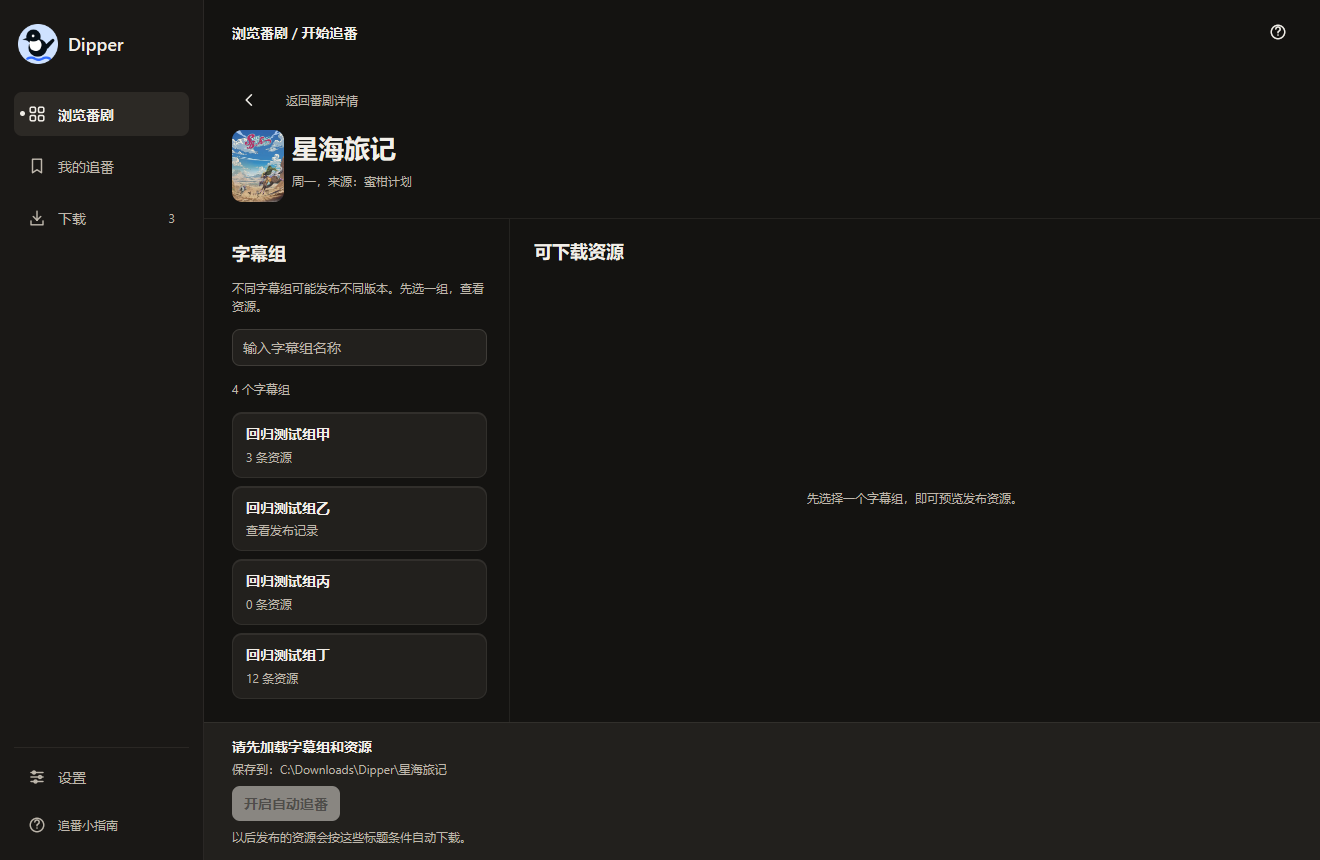 Dipper
浏览番剧
我的追番
下载
3
设置
追番小指南
浏览番剧 / 开始追番
返回番剧详情
星海旅记
周一，来源：蜜柑计划
字幕组
不同字幕组可能发布不同版本。先选一组，查看
资源。
输入字幕组名称
4 个字幕组
回归测试组甲
3 条资源
回归测试组乙
查看发布记录
回归测试组丙
0 条资源
回归测试组丁
12 条资源
可下载资源
先选择一个字幕组，即可预览发布资源。
请先加载字幕组和资源
保存到：C:\Downloads\Dipper\星海旅记
开启自动追番
以后发布的资源会按这些标题条件自动下载。